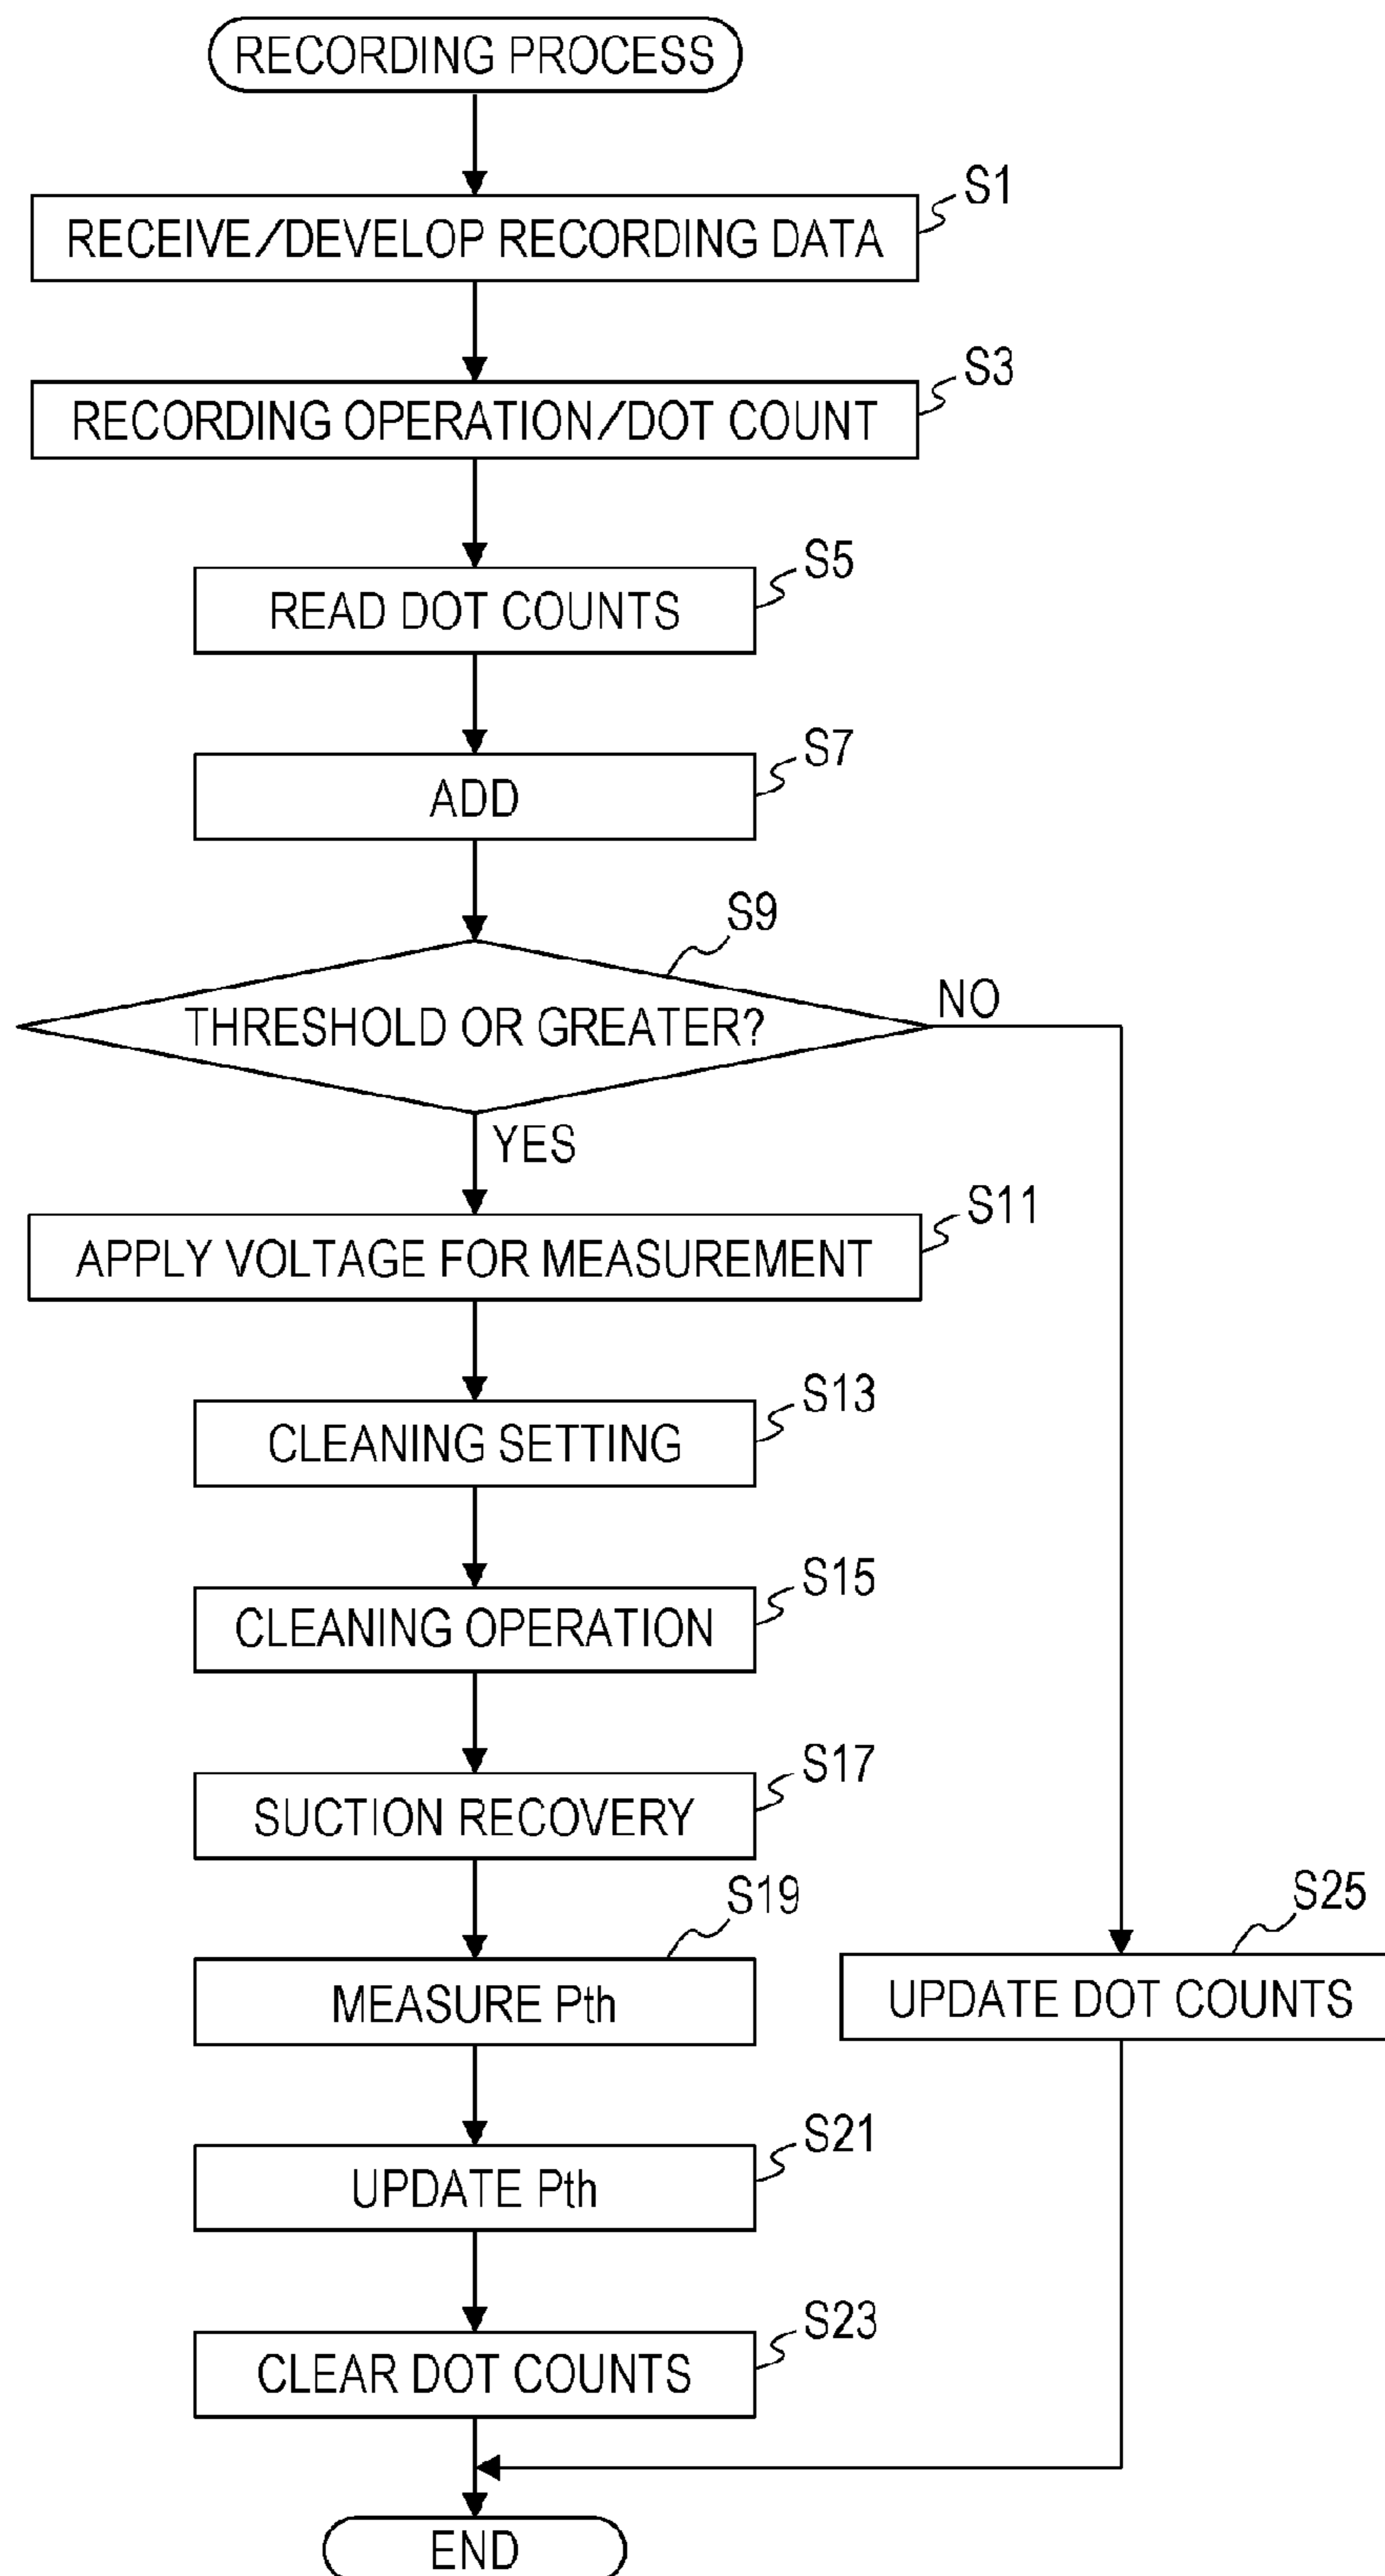 RECORDING PROCESS
S1
RECEIVE/DEVELOP RECORDING DATA
S3
RECORDING OPERATION/DOT COUNT
S5
READ DOT COUNTS
S7
ADD
S9
THRESHOLD OR GREATER?
NO
YES
S11
APPLY VOLTAGE FOR MEASUREMENT
S13
CLEANING SETTING
S15
CLEANING OPERATION
S17
SUCTION RECOVERY
S19
MEASURE Pth
S25
UPDATE DOT COUNTS
S21
UPDATE Pth
S23
CLEAR DOT COUNTS
END